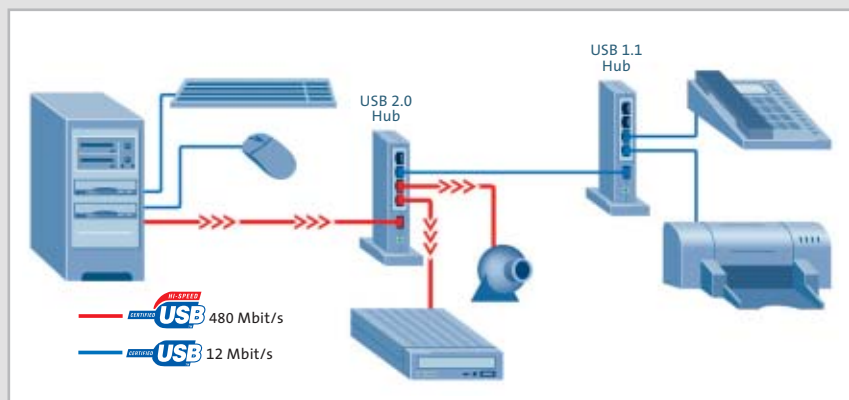 USB 1.1
Hub
USB 2.0
Hub
HI-SPEED
CERTIFIED USB 480 Mbit/s
CERTIFIED USB 12 Mbit/s